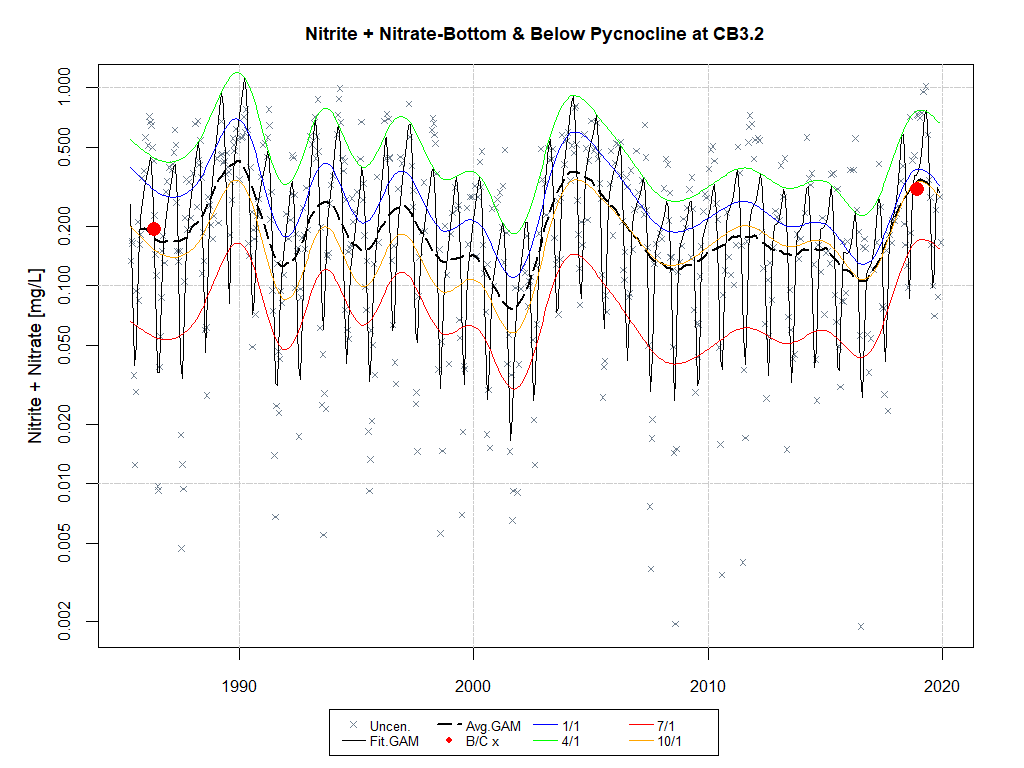 Nitrite + Nitrate-Bottom & Below Pycnocline at CB3.2
Nitrite + Nitrate [mg/L]
1.000
0.500
0.200
0.100
0.050
0.020
0.010
0.005
0.002
1990 2000 2010 2020
Uncen. Avg.GAM 1/1 7/1
Fit.GAM B/C x 4/1 10/1